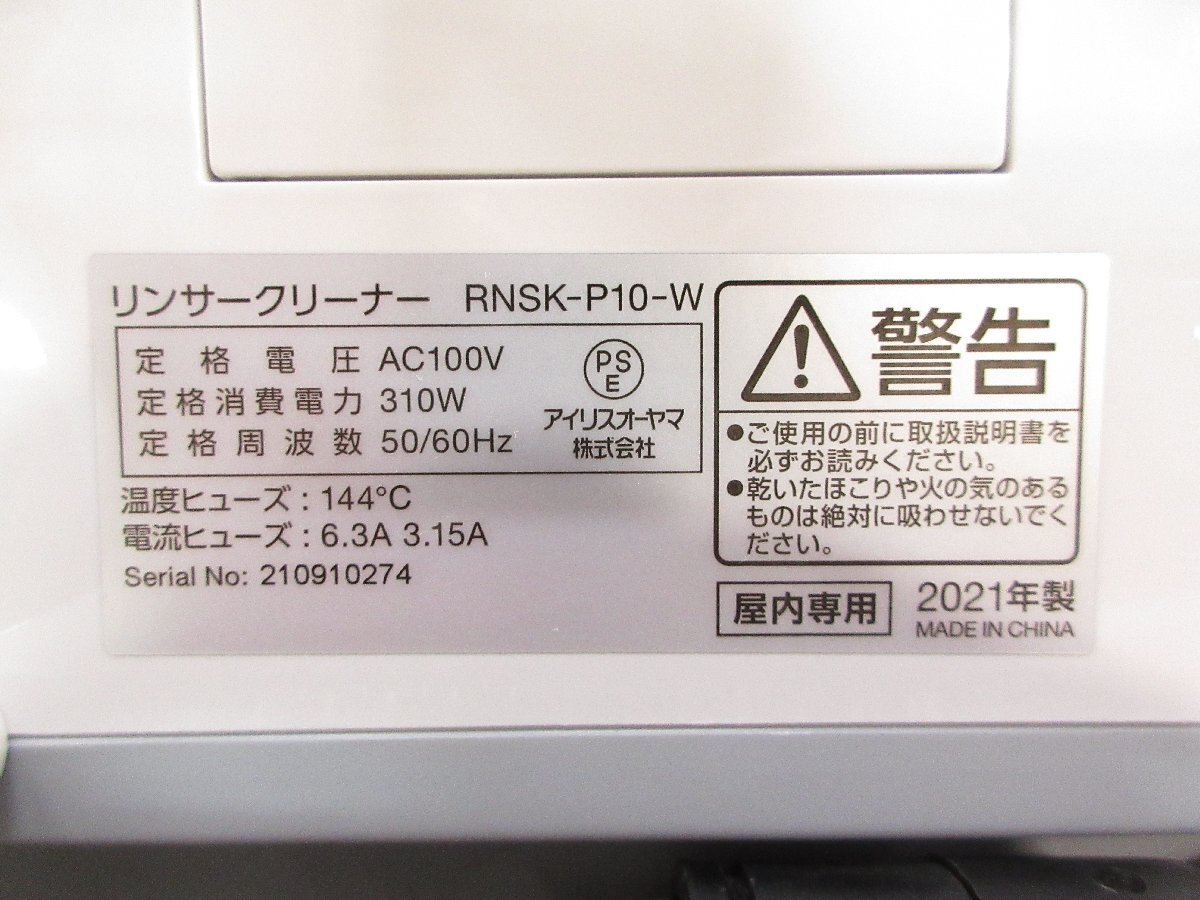 リンサークリーナー RNSK-P10-W
定格電圧 AC100V
定格消費電力 310W
定格周波数 50/60Hz
PS
E
アイリスオーヤマ
株式会社
温度ヒューズ : 144°C
電流ヒューズ : 6.3A 3.15A
Serial No: 210910274
警告
●ご使用の前に取扱説明書を
必ずお読みください。
●乾いたほこりや火の気のある
ものは絶対に吸わせないでく
ださい。
屋内専用
2021年製
MADE IN CHINA